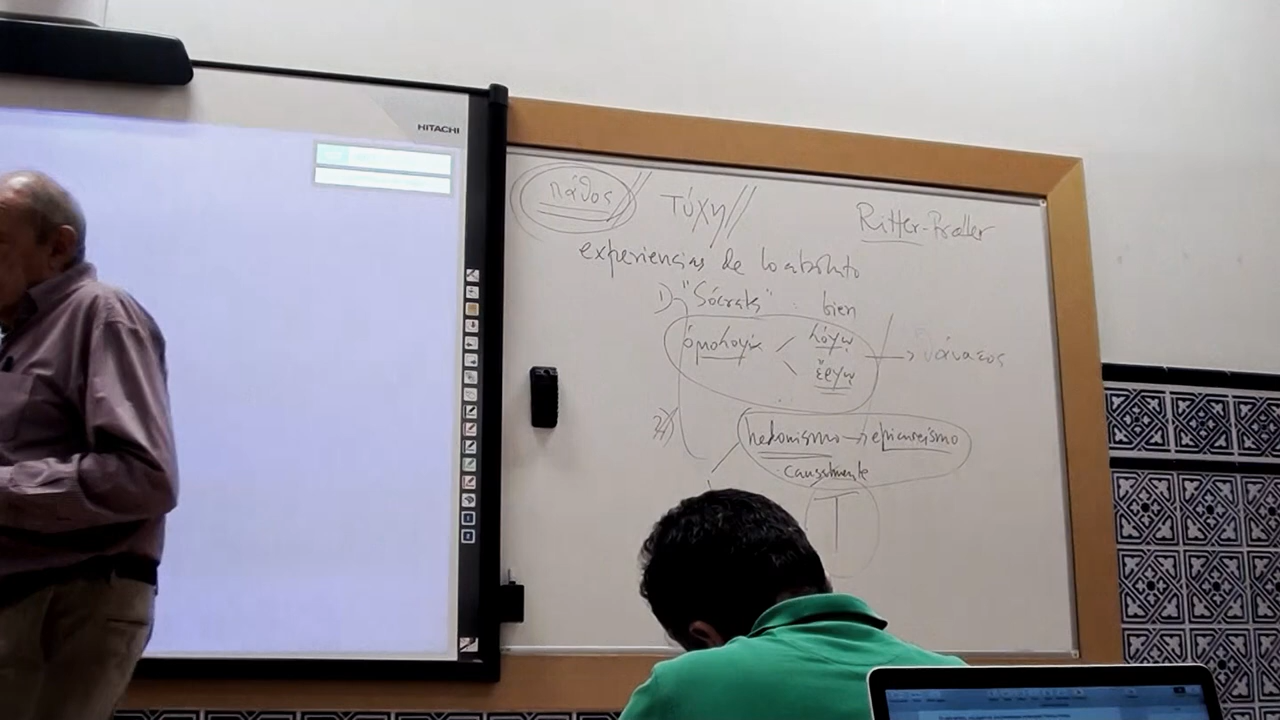 HITACHI
πάθος τύχη Ritter-Preller
experiencias de lo absoluto
1) "Sócrates" bien
ὁμολογία λόγῳ
ἔργῳ → θάνατος
2)
hedonismo → epicureísmo
causalmente
T